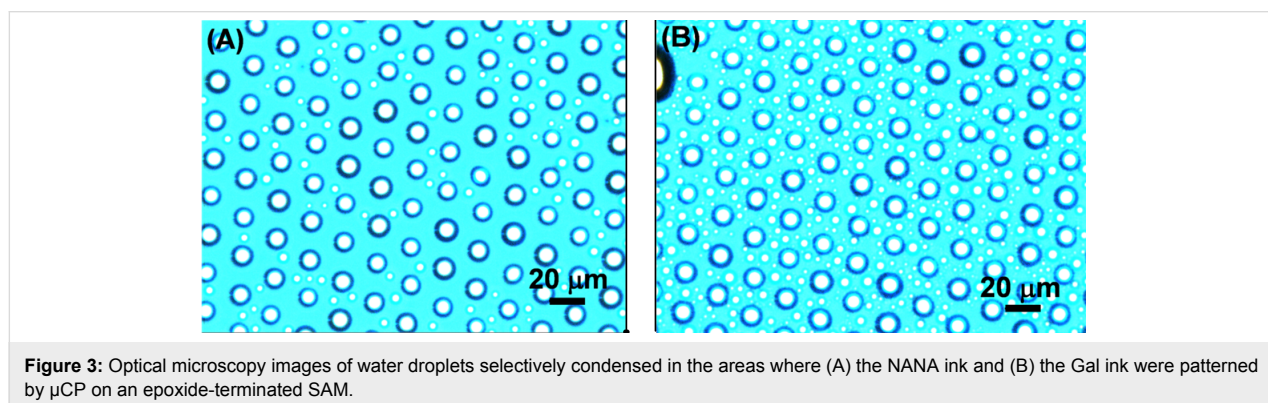 (A)
(B)
20 μm
20 μm
Figure 3: Optical microscopy images of water droplets selectively condensed in the areas where (A) the NANA ink and (B) the Gal ink were patterned
by μCP on an epoxide-terminated SAM.